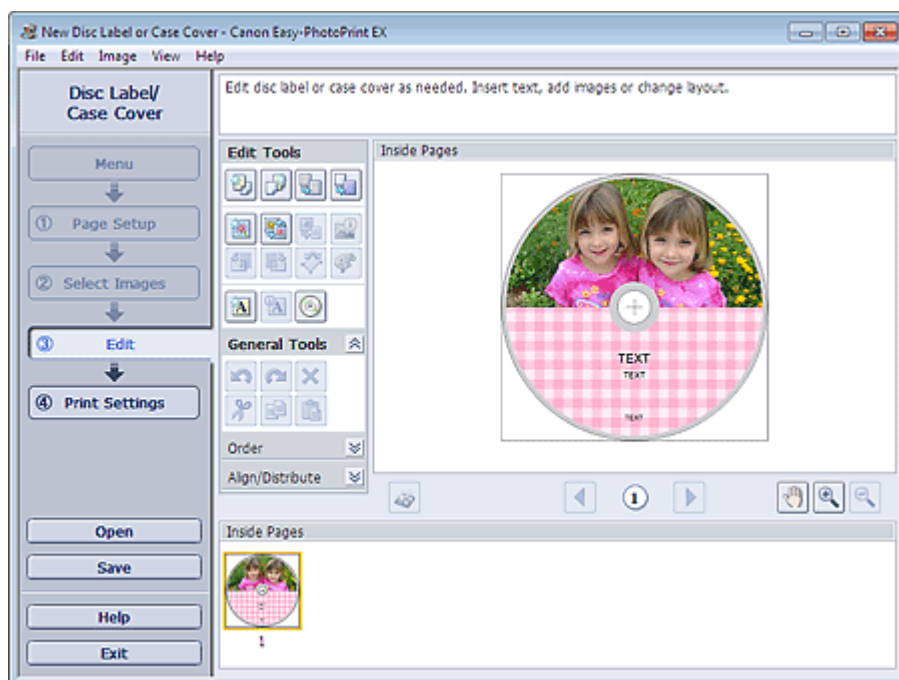 New Disc Label or Case Cover - Canon Easy-PhotoPrint EX
File Edit Image View Help
Disc Label/
Case Cover
Menu
① Page Setup
② Select Images
③ Edit
④ Print Settings
Open
Save
Help
Exit
Edit disc label or case cover as needed. Insert text, add images or change layout.
Edit Tools
General Tools
Order
Align/Distribute
Inside Pages
TEXT
TEXT
TEXT
1
Inside Pages
1